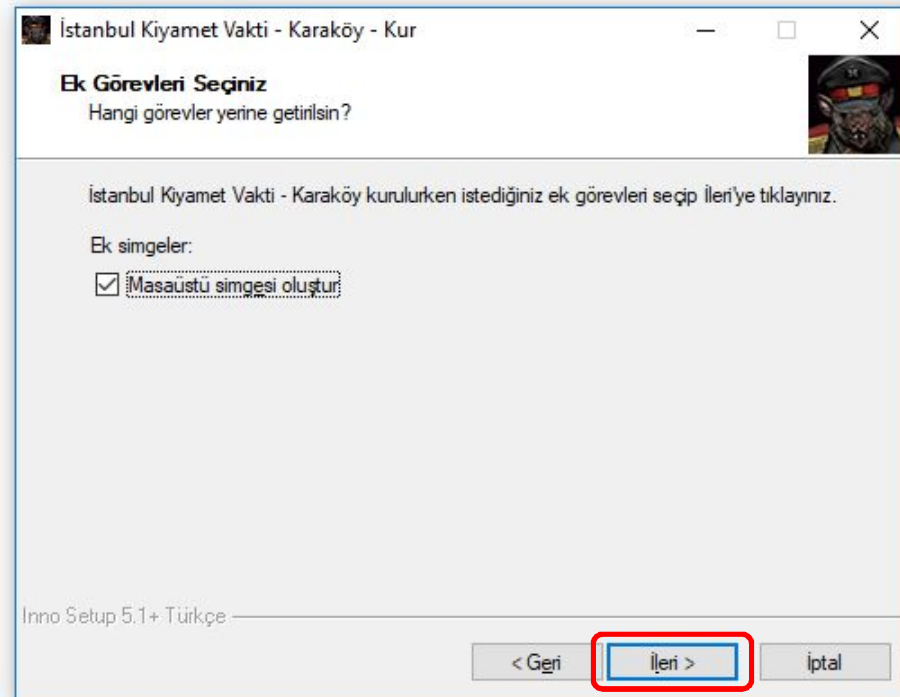 İstanbul Kiyamet Vakti - Karaköy - Kur
Ek Görevleri Seçiniz
Hangi görevler yerine getirilsin?
İstanbul Kiyamet Vakti - Karaköy kurulurken istediğiniz ek görevleri seçip İleri'ye tıklayınız.
Ek simgeler:
Masaüstü simgesi oluştur
Inno Setup 5.1+ Türkçe
< Geri
İleri >
İptal